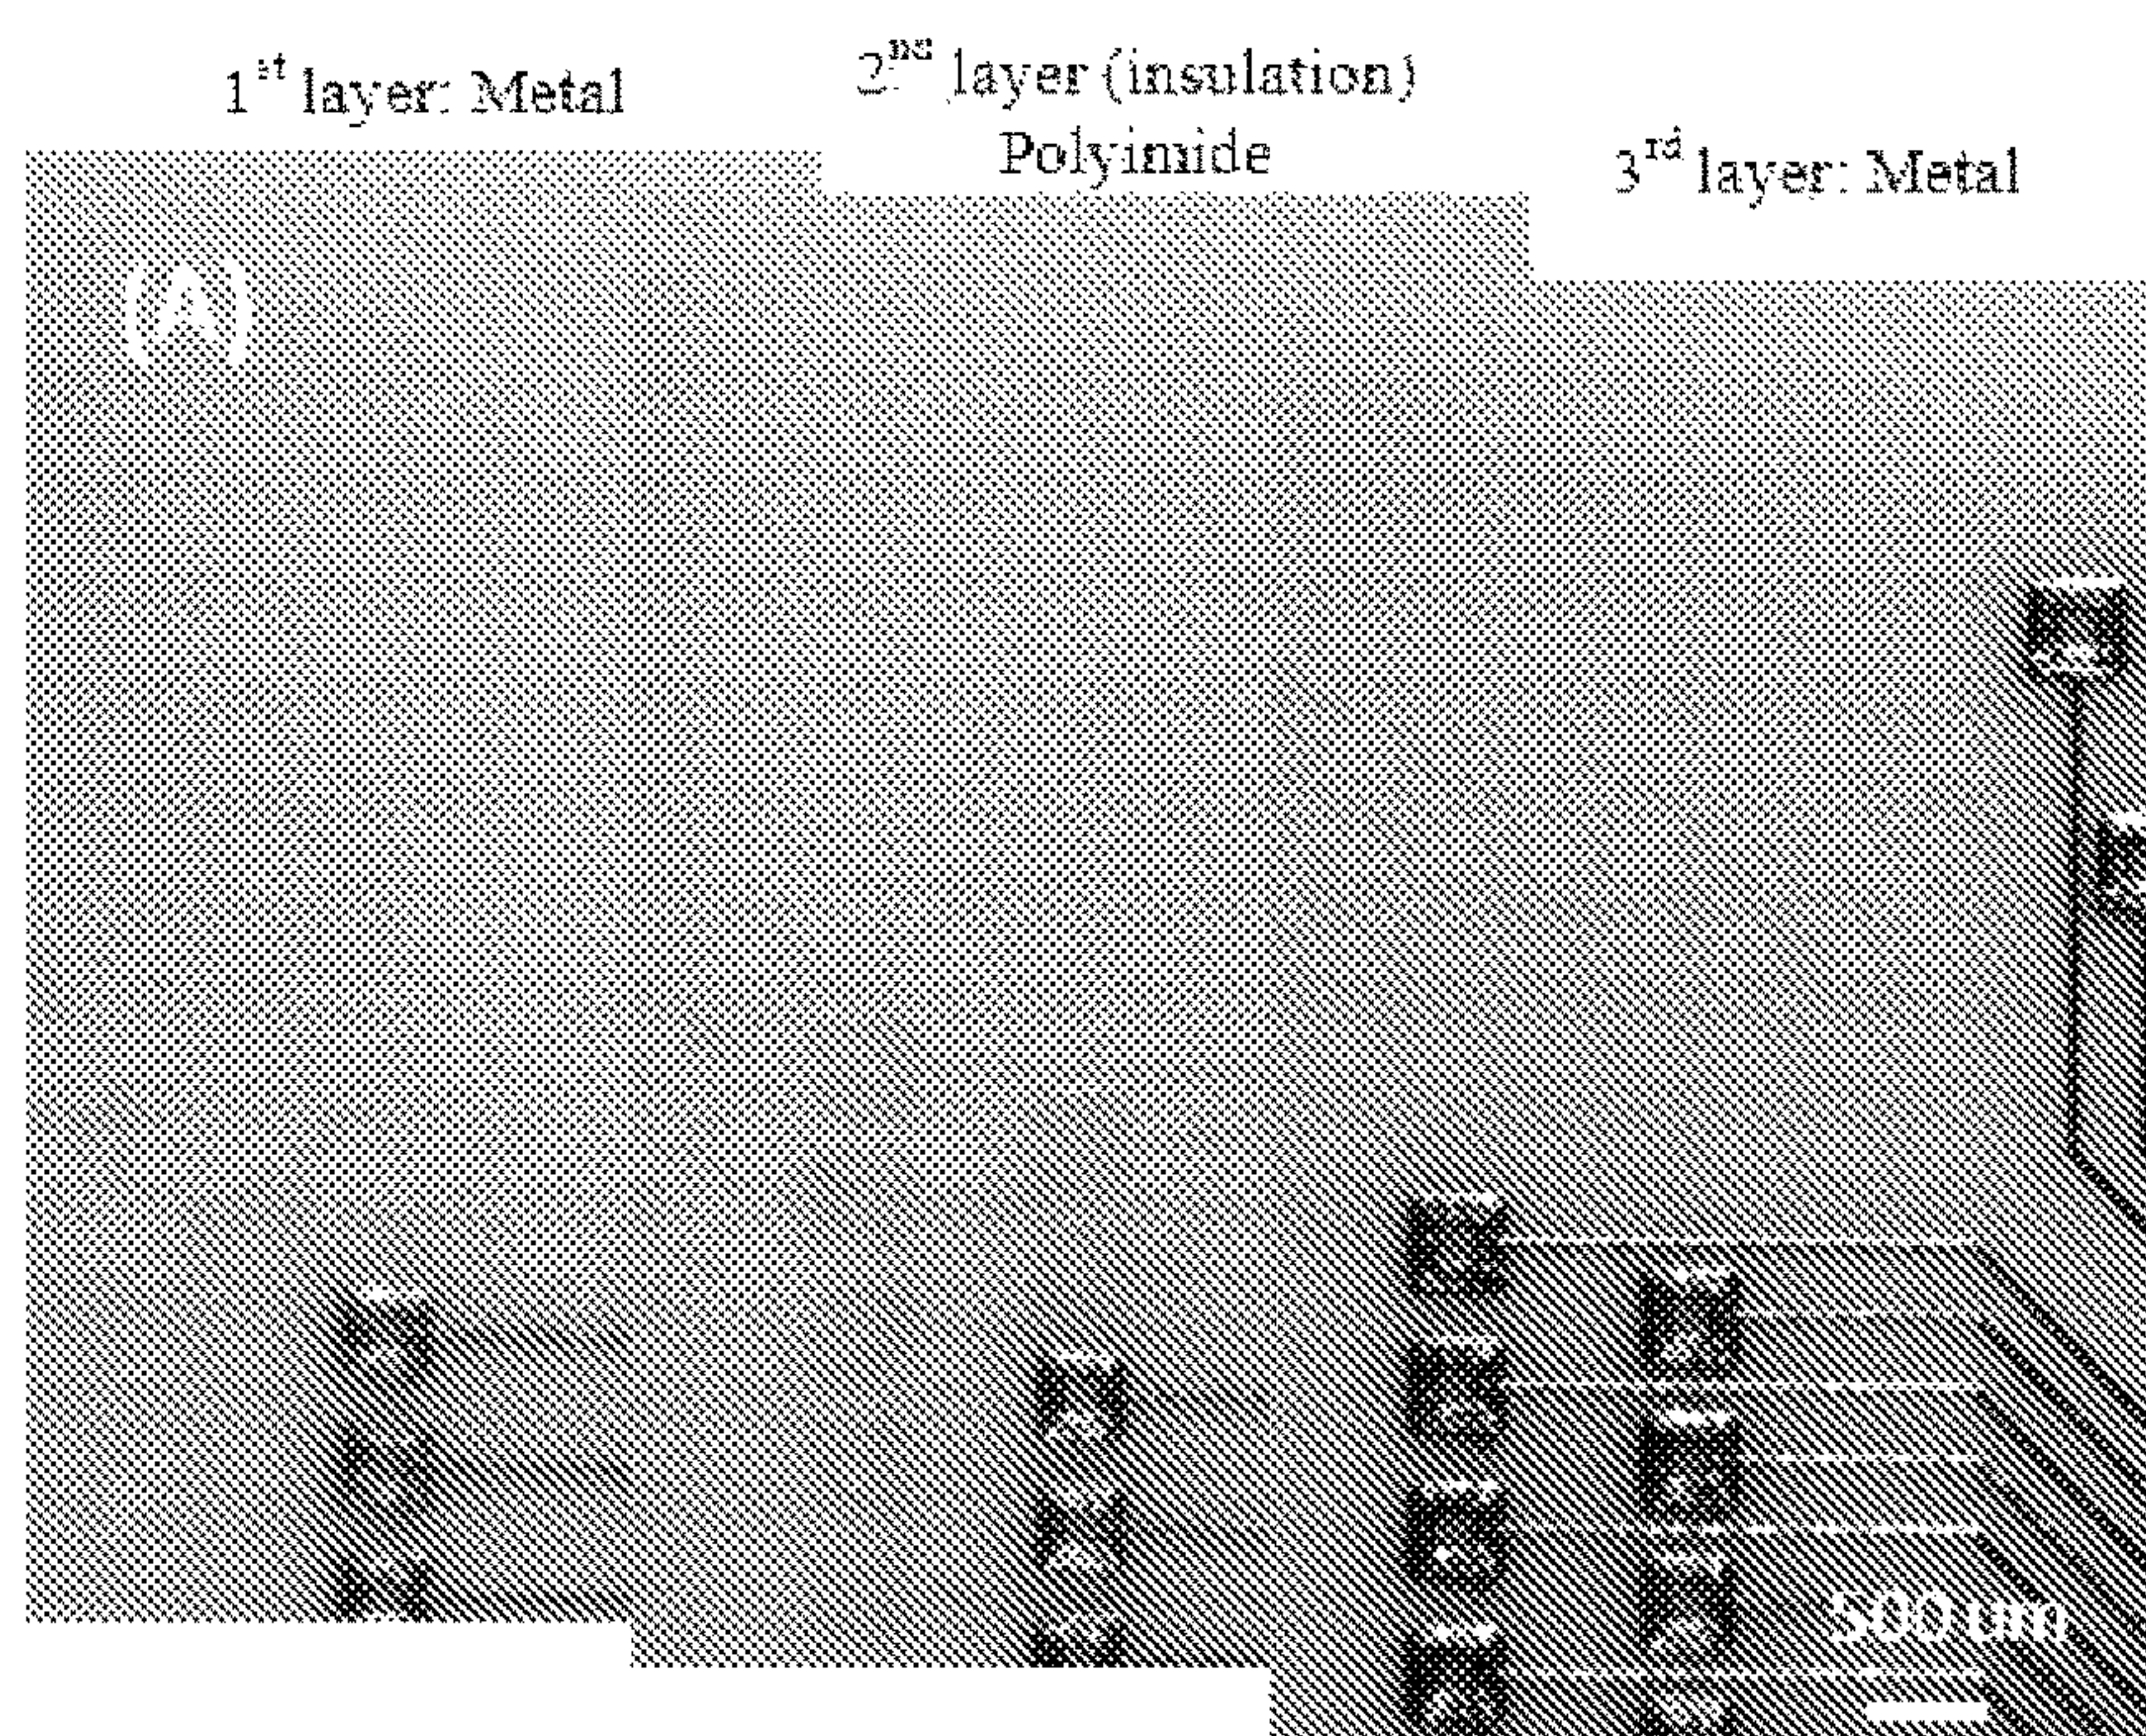 1st layer: Metal
2nd layer (insulation)
Polyimide
3rd layer: Metal
(A)
500 um